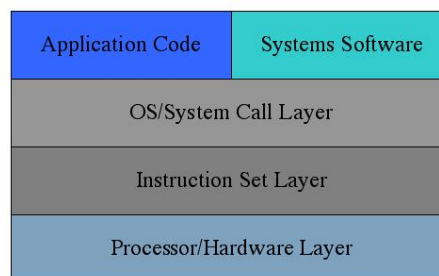 Application Code
Systems Software
OS/System Call Layer
Instruction Set Layer
Processor/Hardware Layer